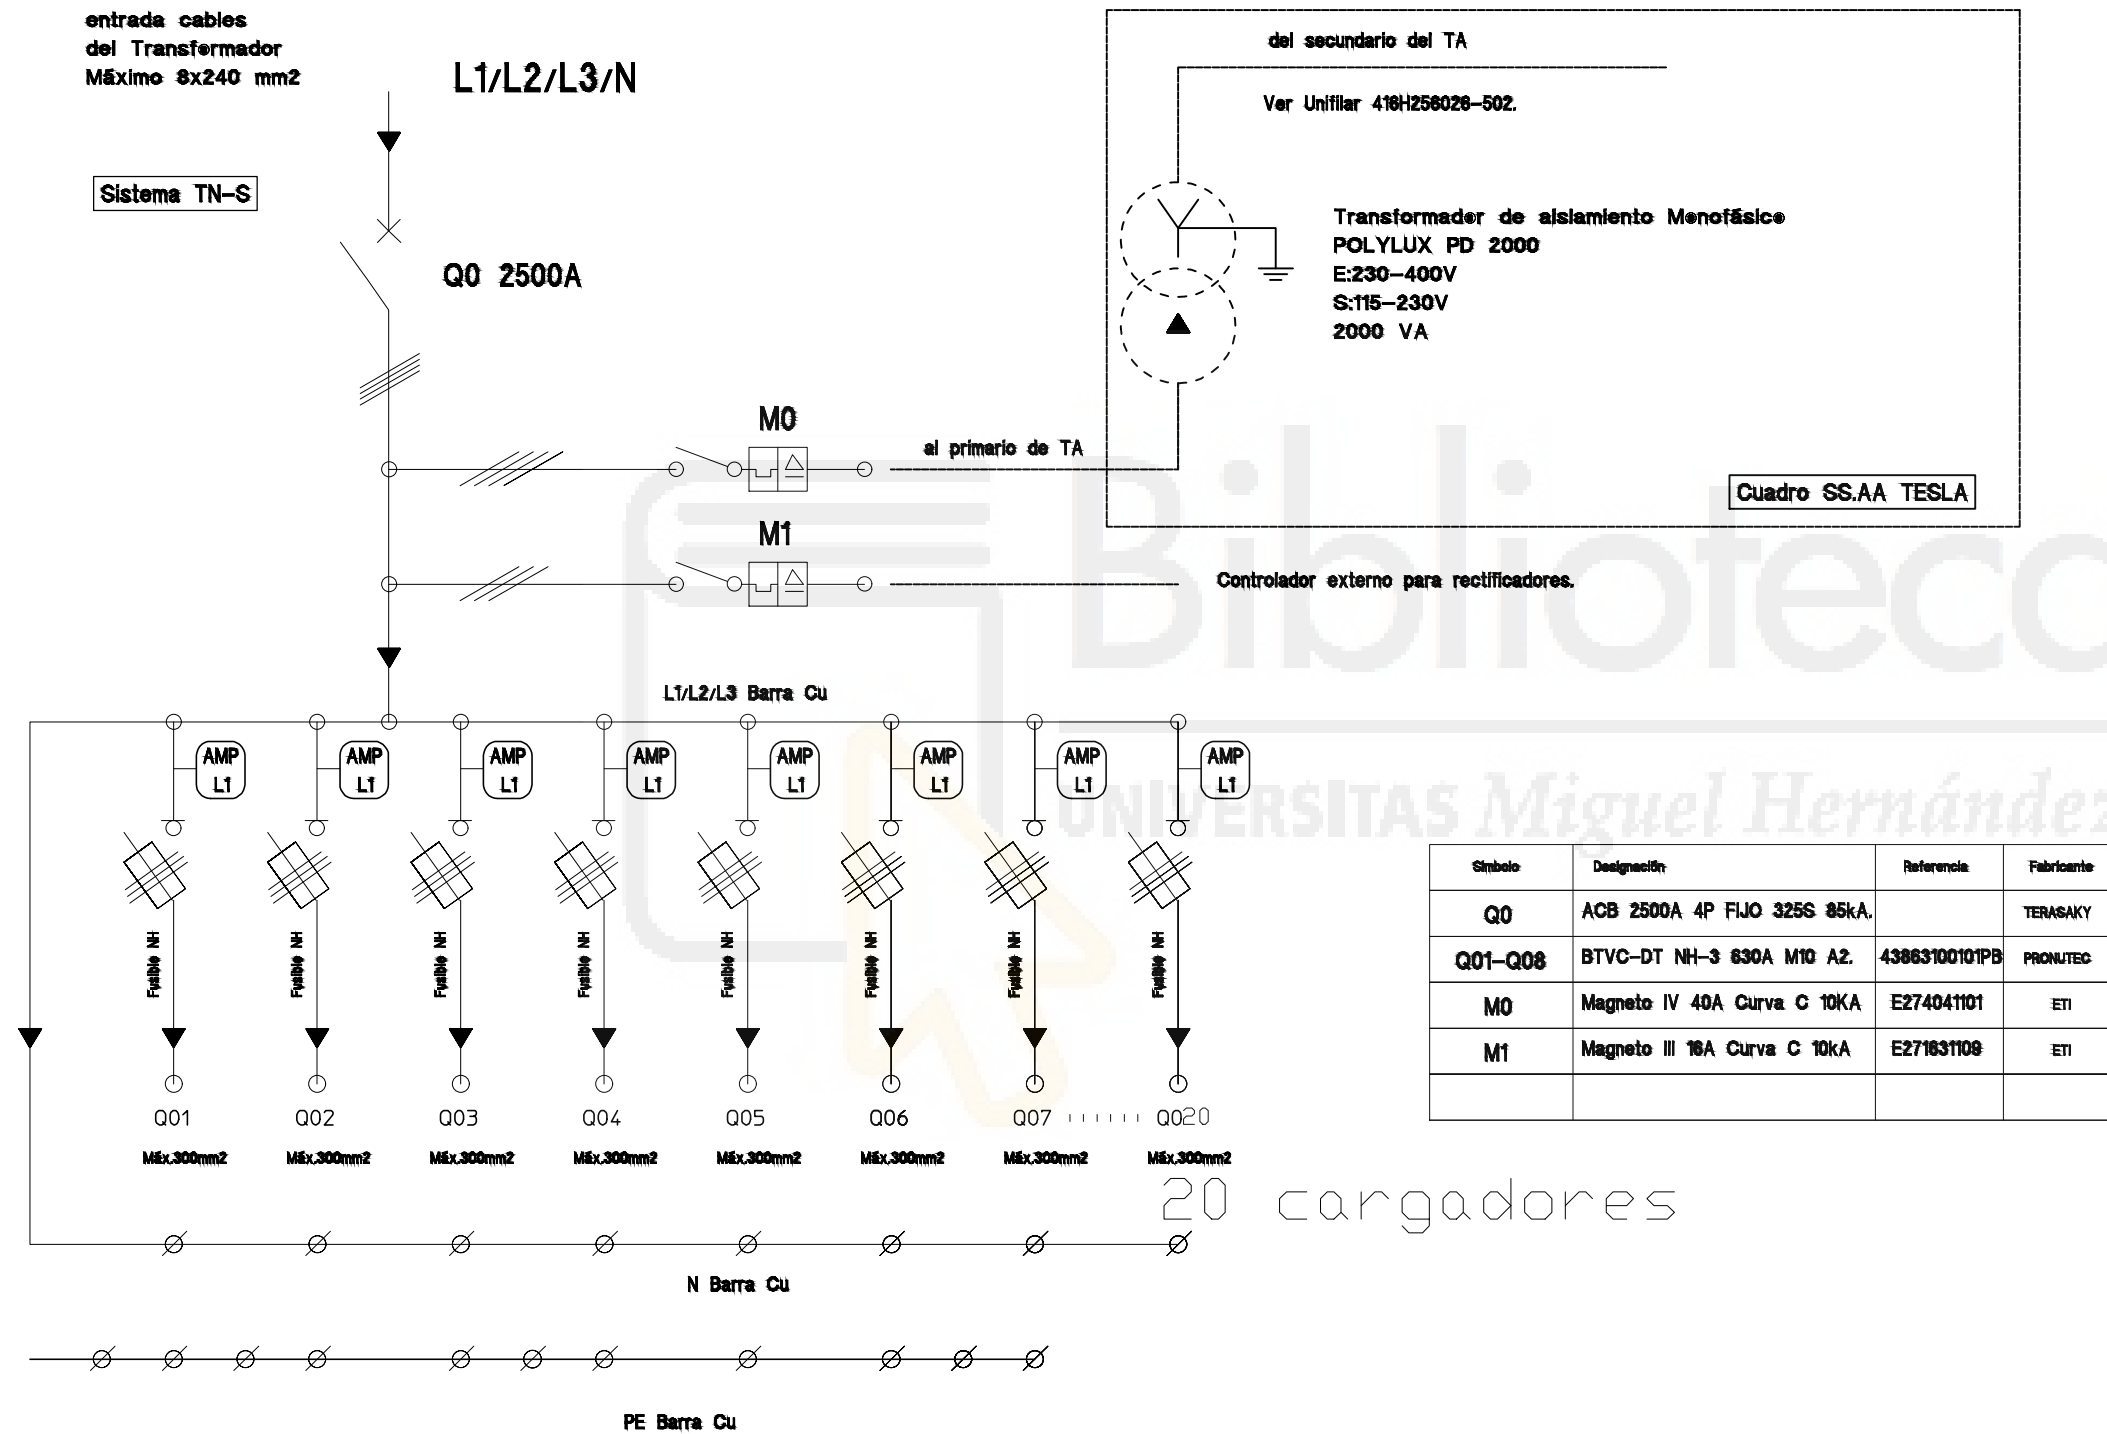 entrada cables
del Transformador
Máximo 8x240 mm2
L1/L2/L3/N
Sistema TN-S
Q0 2500A
del secundario del TA
Ver Unifilar 416H256026-502.
Transformador de aislamiento Monofásico
POLYLUX PD 2000
E:230-400V
S:115-230V
2000 VA
M0
al primario de TA
Cuadro SS.AA TESLA
M1
Controlador externo para rectificadores.
L1/L2/L3 Barra Cu
AMP L1 AMP L1 AMP L1 AMP L1 AMP L1 AMP L1 AMP L1 AMP L1
Fusible NH Fusible NH Fusible NH Fusible NH Fusible NH Fusible NH Fusible NH Fusible NH
Q01 Q02 Q03 Q04 Q05 Q06 Q07 Q020
Máx.300mm2 Máx.300mm2 Máx.300mm2 Máx.300mm2 Máx.300mm2 Máx.300mm2 Máx.300mm2 Máx.300mm2
20 cargadores
N Barra Cu
PE Barra Cu
Símbolo Designación Referencia Fabricante
Q0 ACB 2500A 4P FIJO 325S 85kA. TERASAKY
Q01-Q08 BTVC-DT NH-3 630A M10 A2. 43863100101PB PRONUTEC
M0 Magneto IV 40A Curva C 10KA E274041101 ETI
M1 Magneto III 16A Curva C 10kA E271631109 ETI
Biblioteca
UNIVERSITAS Miguel Hernández